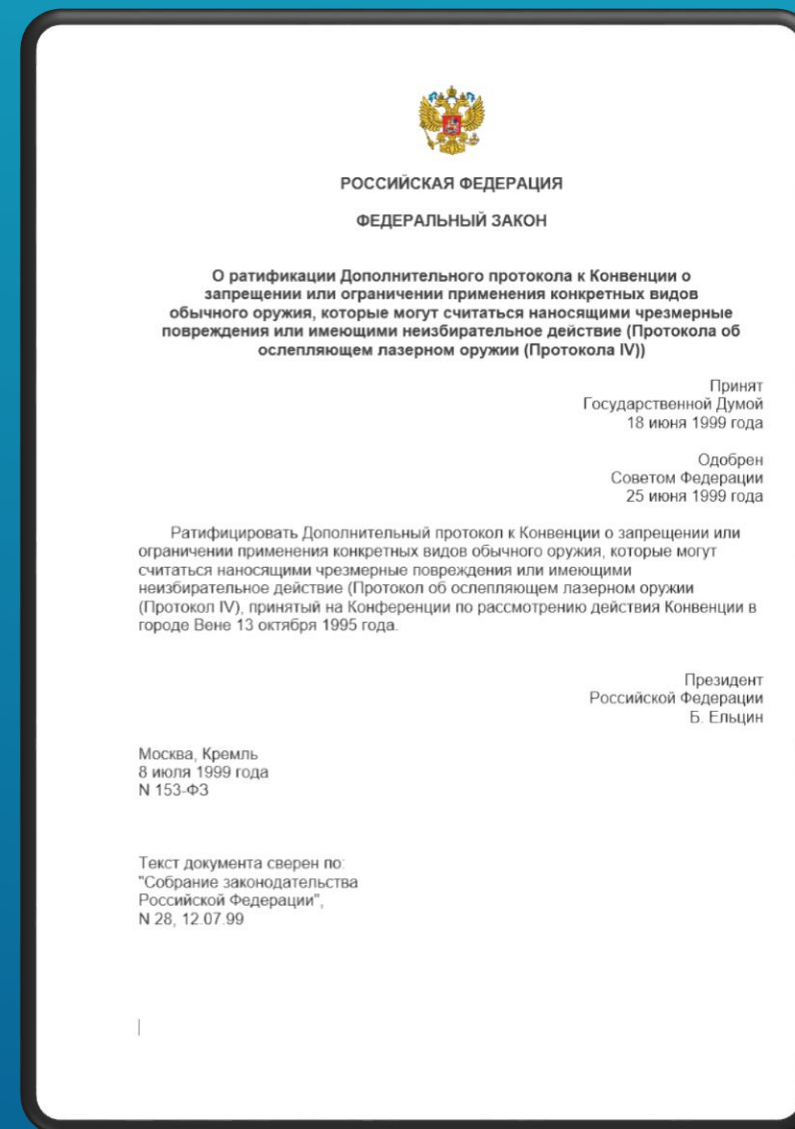 РОССИЙСКАЯ ФЕДЕРАЦИЯ
ФЕДЕРАЛЬНЫЙ ЗАКОН
О ратификации Дополнительного протокола к Конвенции о
запрещении или ограничении применения конкретных видов
обычного оружия, которые могут считаться наносящими чрезмерные
повреждения или имеющими неизбирательное действие (Протокола об
ослепляющем лазерном оружии (Протокола IV))
Принят
Государственной Думой
18 июня 1999 года
Одобрен
Советом Федерации
25 июня 1999 года
Ратифицировать Дополнительный протокол к Конвенции о запрещении или
ограничении применения конкретных видов обычного оружия, которые могут
считаться наносящими чрезмерные повреждения или имеющими
неизбирательное действие (Протокол об ослепляющем лазерном оружии
(Протокол IV), принятый на Конференции по рассмотрению действия Конвенции в
городе Вене 13 октября 1995 года.
Президент
Российской Федерации
Б. Ельцин
Москва, Кремль
8 июля 1999 года
N 153-ФЗ
Текст документа сверен по:
"Собрание законодательства
Российской Федерации",
N 28, 12.07.99